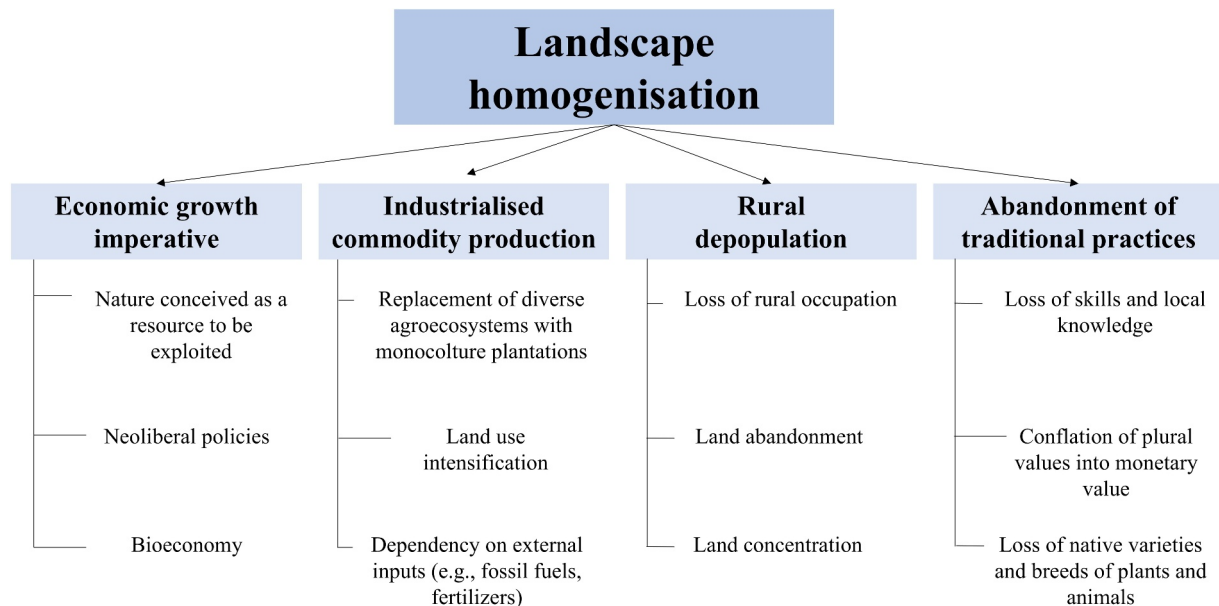 Landscape
homogenisation
Economic growth
imperative
Nature conceived as a
resource to be
exploited
Neoliberal policies
Bioeconomy
Industrialised
commodity production
Replacement of diverse
agroecosystems with
monocolture plantations
Land use
intensification
Dependency on external
inputs (e.g., fossil fuels,
fertilizers)
Rural
depopulation
Loss of rural occupation
Land abandonment
Land concentration
Abandonment of
traditional practices
Loss of skills and local
knowledge
Conflation of plural
values into monetary
value
Loss of native varieties
and breeds of plants and
animals